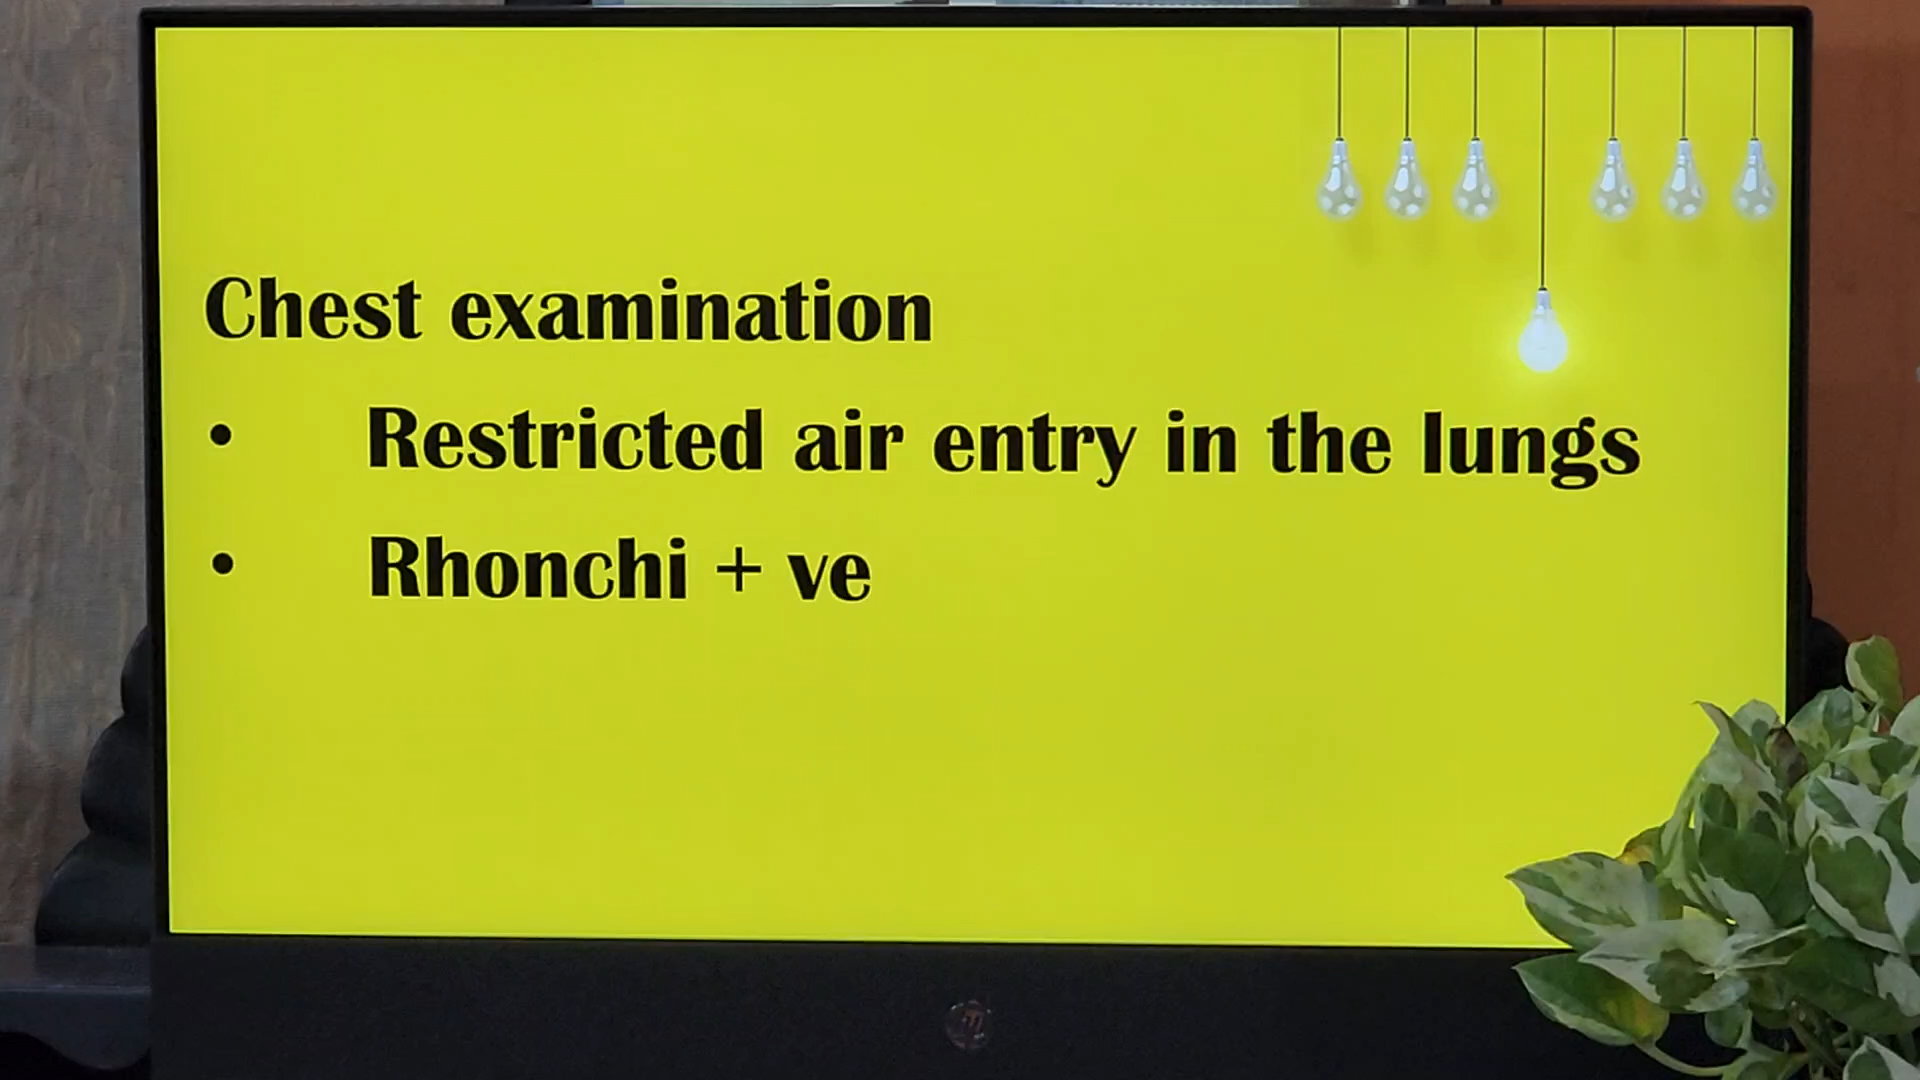 Chest examination
• Restricted air entry in the lungs
• Rhonchi + ve